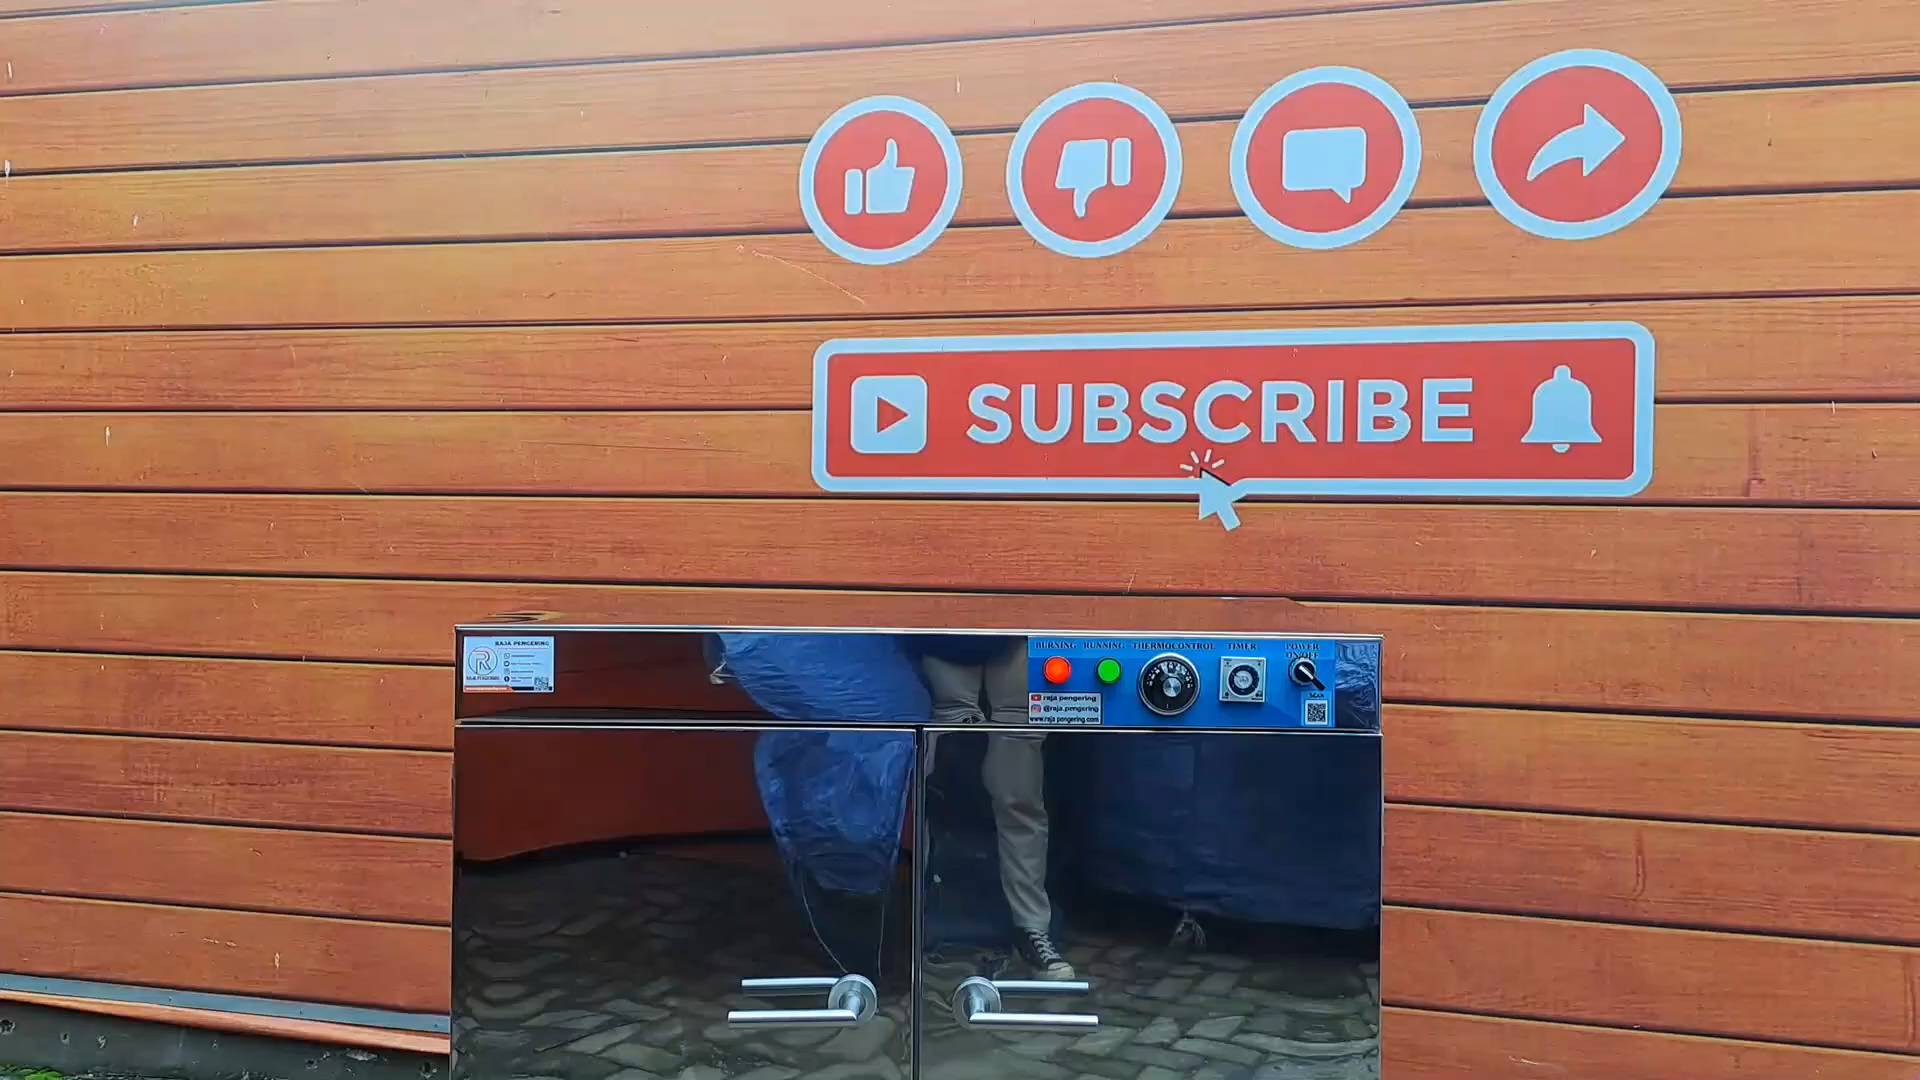 SUBSCRIBE
RAJA PENGERING
R
BURNING RUNNING THERMOCONTROL TIMER POWER ON/OFF
raja pengering
@raja.pengering
www.raja pengering.com
SCAN